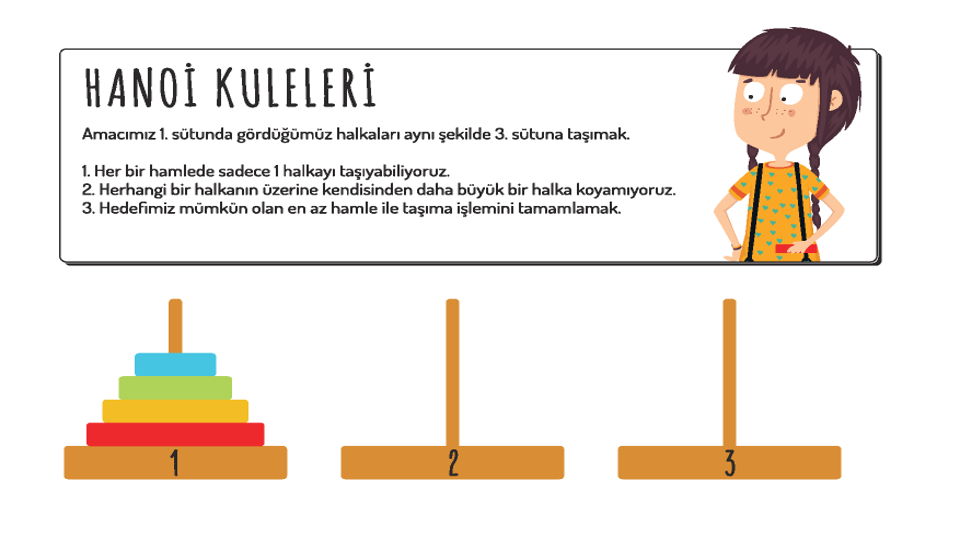 HANOİ KULELERİ
Amacımız 1. sütunda gördüğümüz halkaları aynı şekilde 3. sütuna taşımak.
1. Her bir hamlede sadece 1 halkayı taşıyabiliyoruz.
2. Herhangi bir halkanın üzerine kendisinden daha büyük bir halka koyamıyoruz.
3. Hedefimiz mümkün olan en az hamle ile taşıma işlemini tamamlamak.
1 2 3